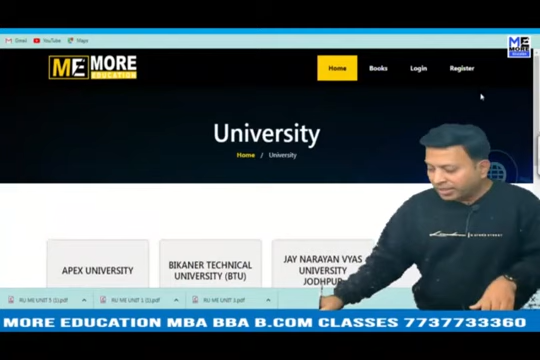 Gmail YouTube Maps
ME MORE
EDUCATION
ME
MORE
Home Books Login Register
University
Home / University
APEX UNIVERSITY
BIKANER TECHNICAL
UNIVERSITY (BTU)
JAY NARAYAN VYAS
UNIVERSITY
JODHPUR
RU ME UNIT 5 (1).pdf RU ME UNIT 1 (1).pdf RU ME UNIT 1.pdf
MORE EDUCATION MBA BBA B.COM CLASSES 7737733360